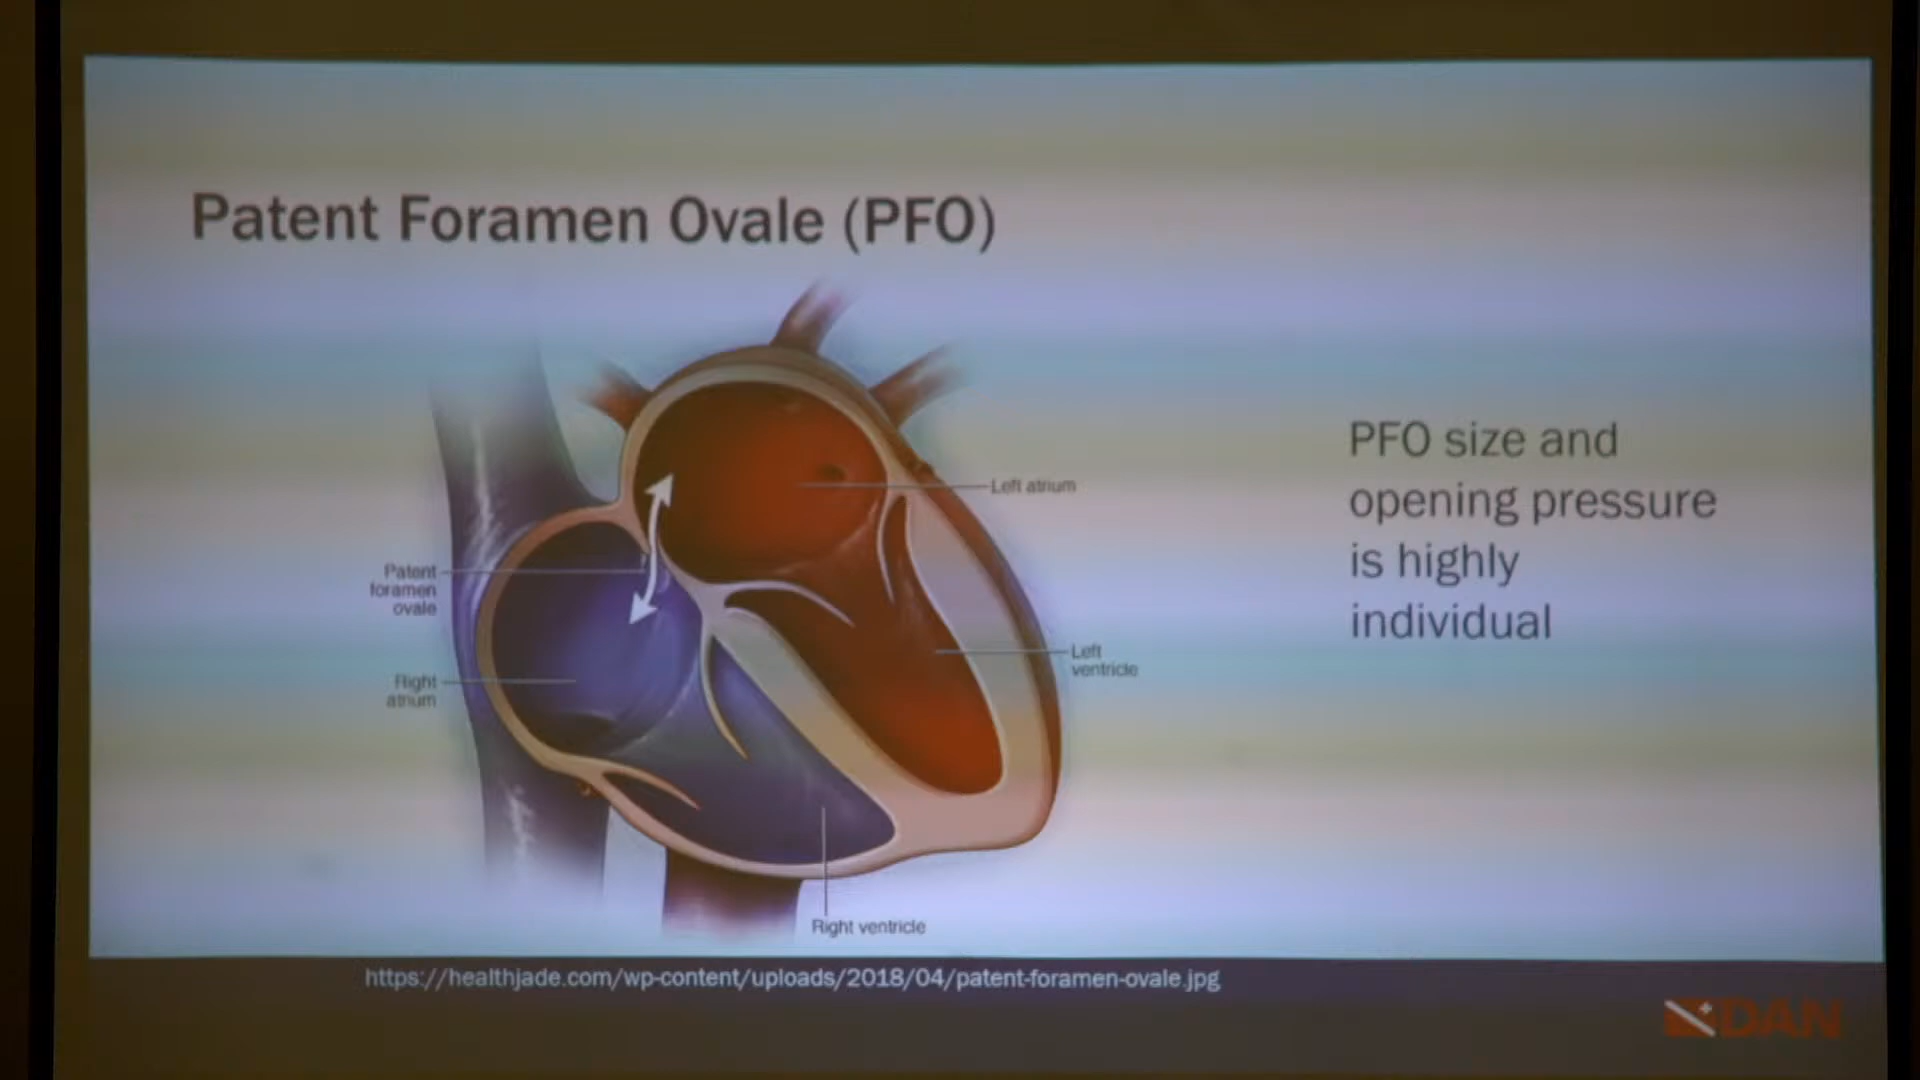 Patent Foramen Ovale (PFO)
Left atrium
PFO size and
opening pressure
is highly
individual
Patent
foramen
ovale
Left
ventricle
Right
atrium
Right ventricle
https://healthjade.com/wp-content/uploads/2018/04/patent-foramen-ovale.jpg
DAN